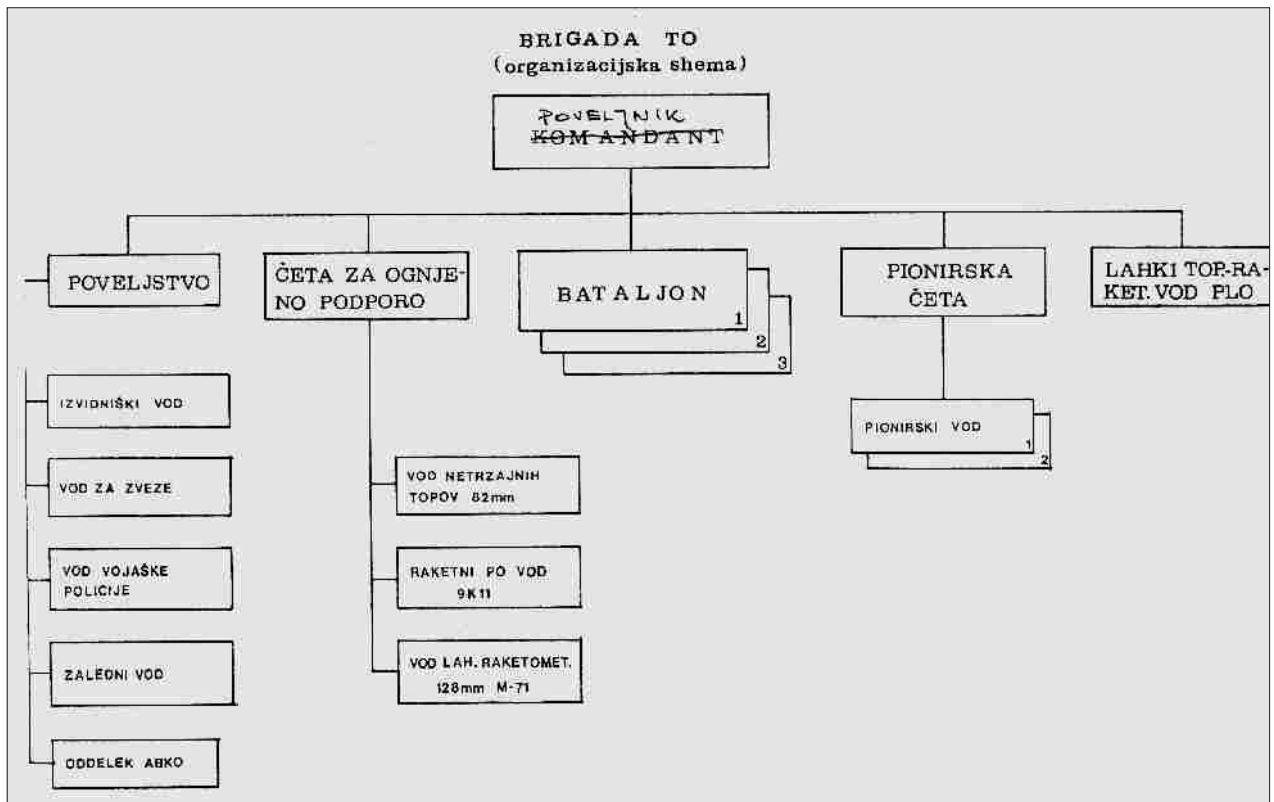 BRIGADA TO
(organizacijska shema)
POVELJNIK
KOMANDANT
POVELJSTVO
ČETA ZA OGNJE-
NO PODPORO
BATALJON
1
2
3
PIONIRSKA
ČETA
LAHKI TOP.-RA-
KET. VOD PLO
IZVIDNIŠKI VOD
VOD ZA ZVEZE
VOD VOJAŠKE
POLICIJE
ZALEDNI VOD
ODDELEK ABKO
VOD NETRZAJNIH
TOPOV 82mm
RAKETNI PO VOD
9K11
VOD LAH. RAKETOMET.
128mm M-71
PIONIRSKI VOD
1
2